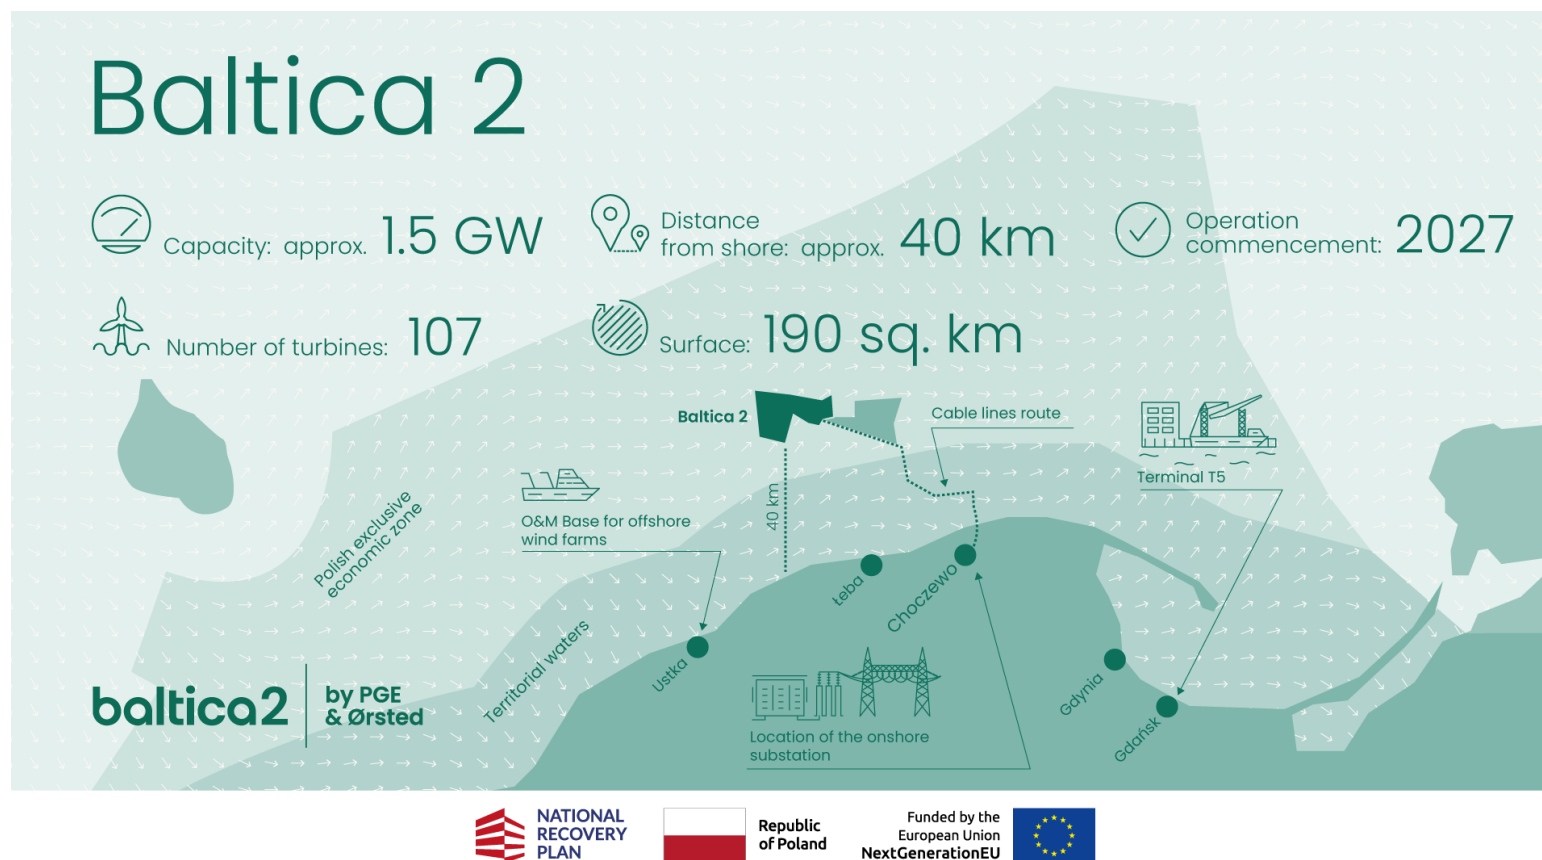 Baltica 2
Capacity: approx. 1.5 GW
Distance
from shore: approx. 40 km
Operation
commencement: 2027
Number of turbines: 107
Surface: 190 sq. km
Baltica 2
Cable lines route
Terminal T5
40 km
O&M Base for offshore
wind farms
Polish exclusive
economic zone
Territorial waters
Ustka
Łeba
Choczewo
Gdynia
Gdańsk
Location of the onshore
substation
baltica2
by PGE
& Ørsted
NATIONAL
RECOVERY
PLAN
Republic
of Poland
Funded by the
European Union
NextGenerationEU